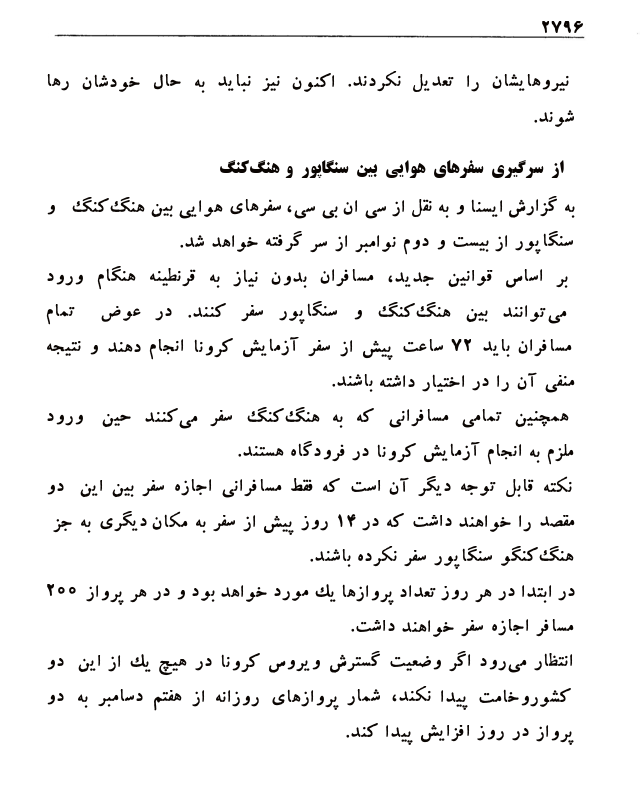 ۲۷۹۶
نیروهایشان را تعدیل نکردند. اکنون نیز نباید به حال خودشان رها
شوند.
از سرگیری سفرهای هوایی بین سنگاپور و هنگ‌کنگ
به گزارش ایسنا و به نقل از سی ان بی سی، سفرهای هوایی بین هنگ‌کنگ و
سنگاپور از بیست و دوم نوامبر از سر گرفته خواهد شد.
بر اساس قوانین جدید، مسافران بدون نیاز به قرنطینه هنگام ورود
می‌توانند بین هنگ‌کنگ و سنگاپور سفر کنند. در عوض تمام
مسافران باید ۷۲ ساعت پیش از سفر آزمایش کرونا انجام دهند و نتیجه
منفی آن را در اختیار داشته باشند.
همچنین تمامی مسافرانی که به هنگ‌کنگ سفر می‌کنند حین ورود
ملزم به انجام آزمایش کرونا در فرودگاه هستند.
نکته قابل توجه دیگر آن است که فقط مسافرانی اجازه سفر بین این دو
مقصد را خواهند داشت که در ۱۴ روز پیش از سفر به مکان دیگری به جز
هنگ‌کنگو سنگاپور سفر نکرده باشند.
در ابتدا در هر روز تعداد پروازها یك مورد خواهد بود و در هر پرواز ۲۰۰
مسافر اجازه سفر خواهند داشت.
انتظار می‌رود اگر وضعیت گسترش ویروس کرونا در هیچ یك از این دو
کشوروخامت پیدا نکند، شمار پروازهای روزانه از هفتم دسامبر به دو
پرواز در روز افزایش پیدا کند.